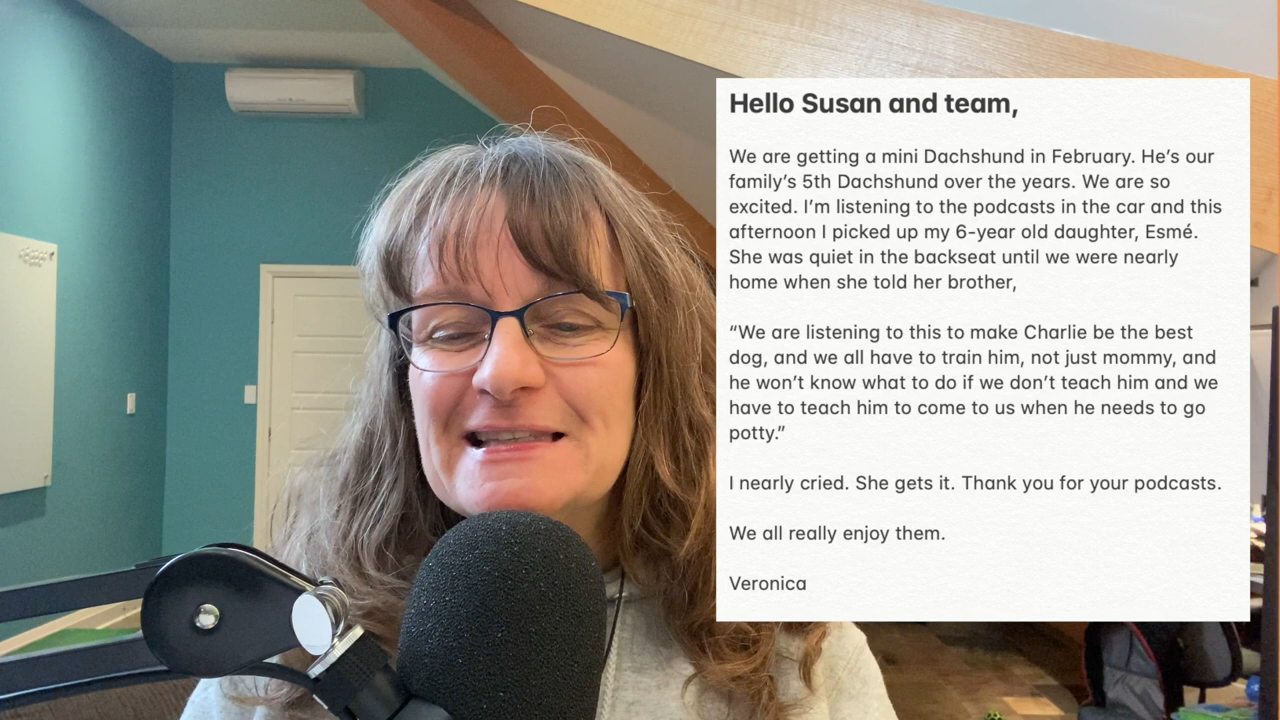 Hello Susan and team,
We are getting a mini Dachshund in February. He’s our
family’s 5th Dachshund over the years. We are so
excited. I’m listening to the podcasts in the car and this
afternoon I picked up my 6-year old daughter, Esmé.
She was quiet in the backseat until we were nearly
home when she told her brother,
“We are listening to this to make Charlie be the best
dog, and we all have to train him, not just mommy, and
he won’t know what to do if we don’t teach him and we
have to teach him to come to us when he needs to go
potty.”
I nearly cried. She gets it. Thank you for your podcasts.
We all really enjoy them.
Veronica